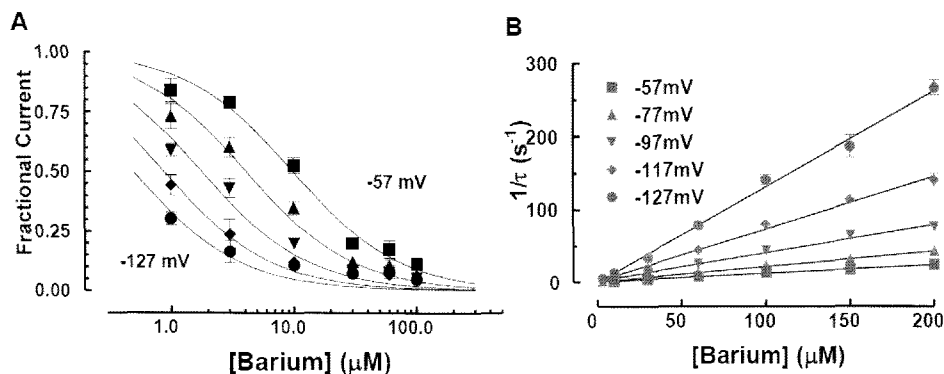 A
Fractional Current
1.00
0.75
0.50
0.25
0.00
-57 mV
-127 mV
1.0 10.0 100.0
[Barium] (μM)
B
1/τ (s⁻¹)
300
200
100
0
-57mV
-77mV
-97mV
-117mV
-127mV
0 50 100 150 200
[Barium] (μM)